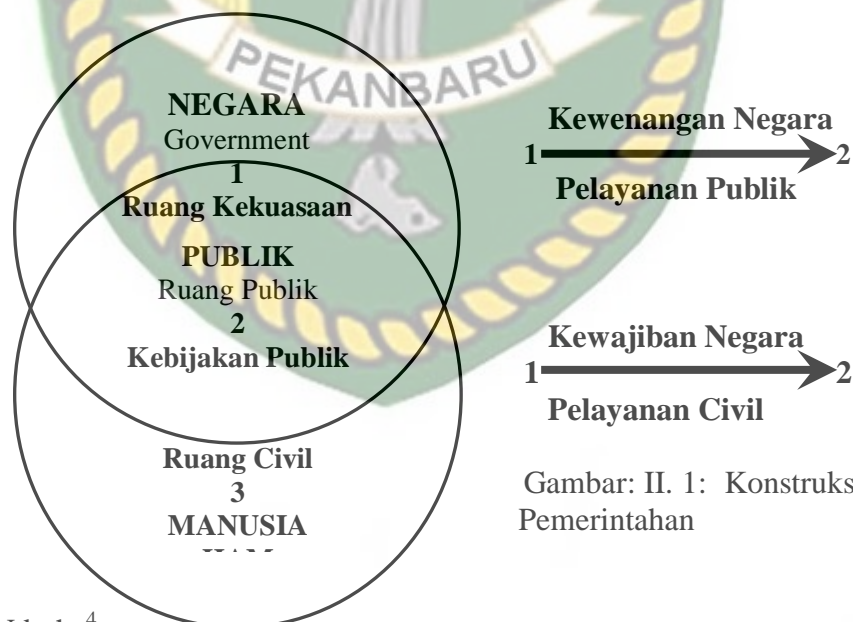 PEKANBARU
NEGARA
Government
1
Ruang Kekuasaan
PUBLIK
Ruang Publik
2
Kebijakan Publik
Ruang Civil
3
MANUSIA
Kewenangan Negara
1 2
Pelayanan Publik
Kewajiban Negara
1 2
Pelayanan Civil
Gambar: II. 1: Konstruks
Pemerintahan
4